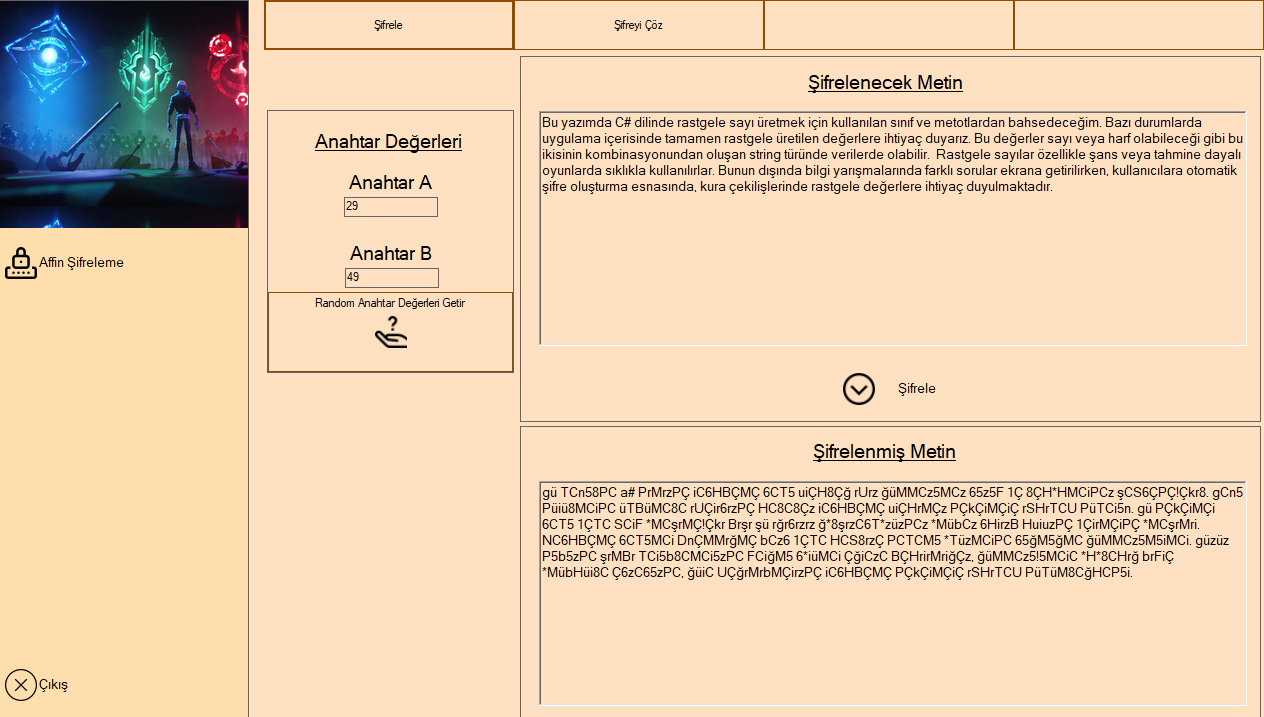 Şifrele
Şifreyi Çöz
Affin Şifreleme
Çıkış
Anahtar Değerleri
Anahtar A
29
Anahtar B
49
Random Anahtar Değerleri Getir
Şifrelenecek Metin
Bu yazımda C# dilinde rastgele sayı üretmek için kullanılan sınıf ve metotlardan bahsedeceğim. Bazı durumlarda
uygulama içerisinde tamamen rastgele üretilen değerlere ihtiyaç duyarız. Bu değerler sayı veya harf olabileceği gibi bu
ikisinin kombinasyonundan oluşan string türünde verilerde olabilir.  Rastgele sayılar özellikle şans veya tahmine dayalı
oyunlarda sıklıkla kullanılırlar. Bunun dışında bilgi yarışmalarında farklı sorular ekrana getirilirken, kullanıcılara otomatik
şifre oluşturma esnasında, kura çekilişlerinde rastgele değerlere ihtiyaç duyulmaktadır.
Şifrele
Şifrelenmiş Metin
gü TCn58PC a# PrMrzPÇ iC6HBÇMÇ 6CT5 uiÇH8Çğ rUrz ğüMMCz5MCz 65z5F 1Ç 8ÇH*HMCiPCz şCS6ÇPÇ!Çkr8. gCn5
Püiü8MCiPC üTBüMC8C rUÇir6rzPÇ HC8C8Çz iC6HBÇMÇ uiÇHrMÇz PÇkÇiMÇiÇ rSHrTCU PüTCi5n. gü PÇkÇiMÇi
6CT5 1ÇTC SCiF *MCşrMÇ!Çkr Brşr şü rğr6rzrz ğ*8şrzC6T*züzPCz *MübCz 6HirzB HuiuzPÇ 1ÇirMÇiPÇ *MCşrMri.
NC6HBÇMÇ 6CT5MCi DnÇMMrğMÇ bCz6 1ÇTC HCS8rzÇ PCTCM5 *TüzMCiPC 65ğM5ğMC ğüMMCz5M5iMCi. güzüz
P5b5zPC şrMBr TCi5b8CMCi5zPC FCiğM5 6*iüMCi ÇğiCzC BÇHrirMriğÇz, ğüMMCz5!5MCiC *H*8CHrğ brFiÇ
*MübHüi8C Ç6zC65zPC, ğüiC UÇğrMrbMÇirzPÇ iC6HBÇMÇ PÇkÇiMÇiÇ rSHrTCU PüTüM8CğHCP5i.